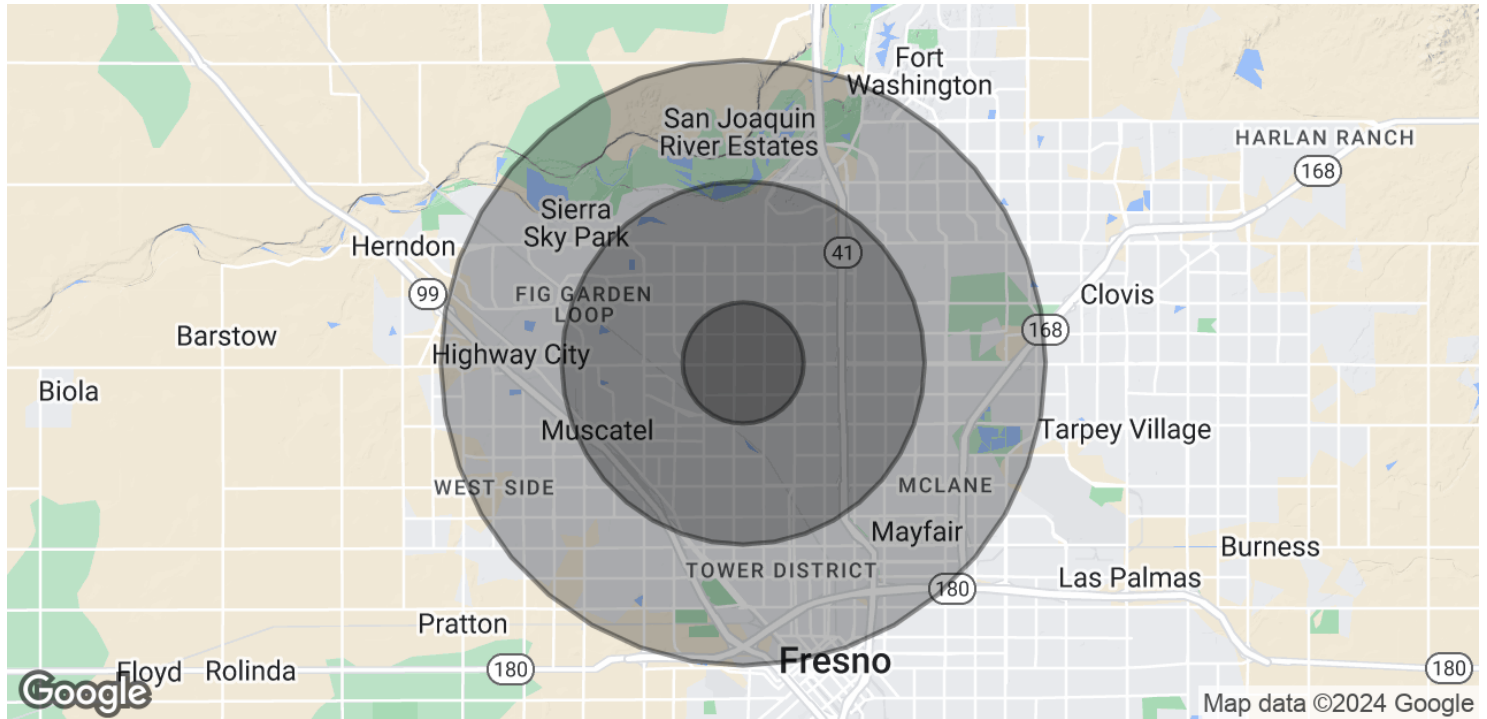 Fort
Washington
San Joaquin
River Estates
HARLAN RANCH
168
Sierra
Sky Park
Herndon
41
99
FIG GARDEN
LOOP
Clovis
168
Barstow
Highway City
Biola
Muscatel
Tarpey Village
WEST SIDE
MCLANE
Mayfair
Burness
TOWER DISTRICT
Las Palmas
180
Pratton
Fresno
Floyd
Rolinda
180
180
Google
Map data ©2024 Google